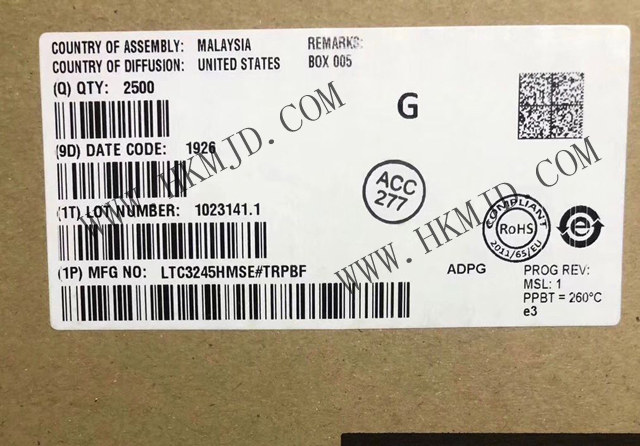 COUNTRY OF ASSEMBLY: MALAYSIA REMARKS:
COUNTRY OF DIFFUSION: UNITED STATES BOX 005
(Q) QTY: 2500
G
(9D) DATE CODE: 1926
ACC
277
(1T) LOT NUMBER: 1023141.1
COMPLIANT
RoHS
2011/65/EU
e
(1P) MFG NO: LTC3245HMSE#TRPBF
ADPG
PROG REV:
MSL: 1
PPBT = 260°C
e3
WWW.HKMJD.COM
WWW.HKMJD.COM